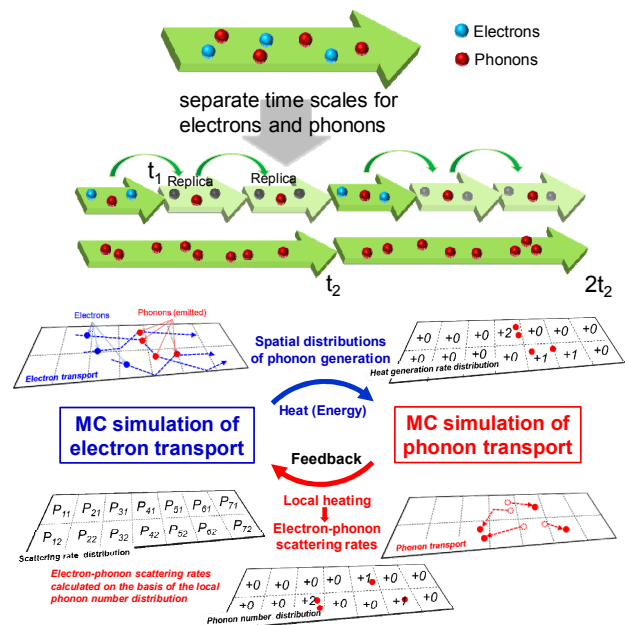 Electrons
Phonons
separate time scales for
electrons and phonons
t1
Replica
Replica
t2
2t2
Electrons
Phonons (emitted)
Electron transport
Spatial distributions
of phonon generation
+0 +0 +0 +2 +0 +0 +0
+0 +0 +0 +0 +1 +1 +0
Heat generation rate distribution
Heat (Energy)
MC simulation of
electron transport
MC simulation of
phonon transport
Feedback
Local heating
Electron-phonon
scattering rates
P11 P21 P31 P41 P51 P61 P71
P12 P22 P32 P42 P52 P62 P72
Scattering rate distribution
Phonon transport
Electron-phonon scattering rates
calculated on the basis of the local
phonon number distribution
+0 +0 +0 +1 +0 +0
+0 +0 +2 +0 +0 +1 +0
Phonon number distribution